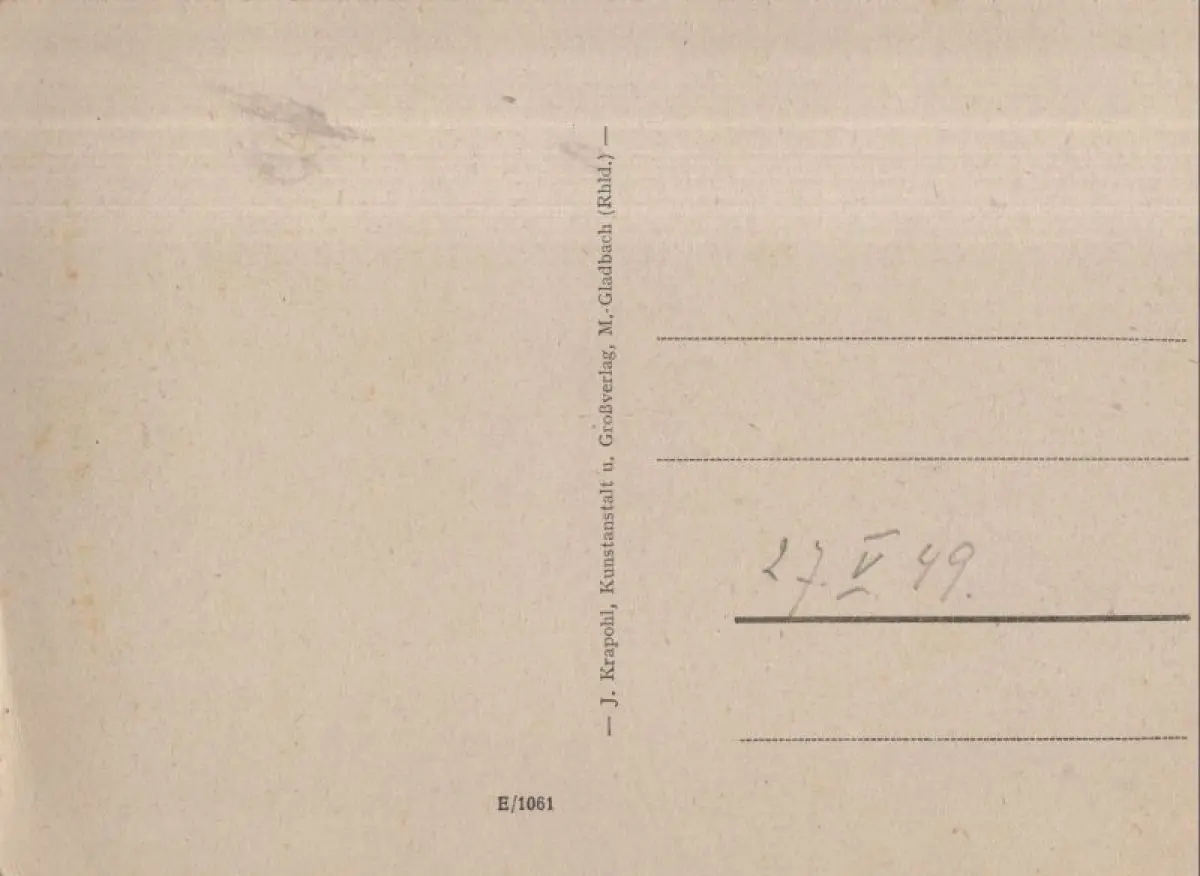 — J. Krapohl, Kunstanstalt u. Großverlag, M.-Gladbach (Rhld.) —
27. V. 49.
E/1061